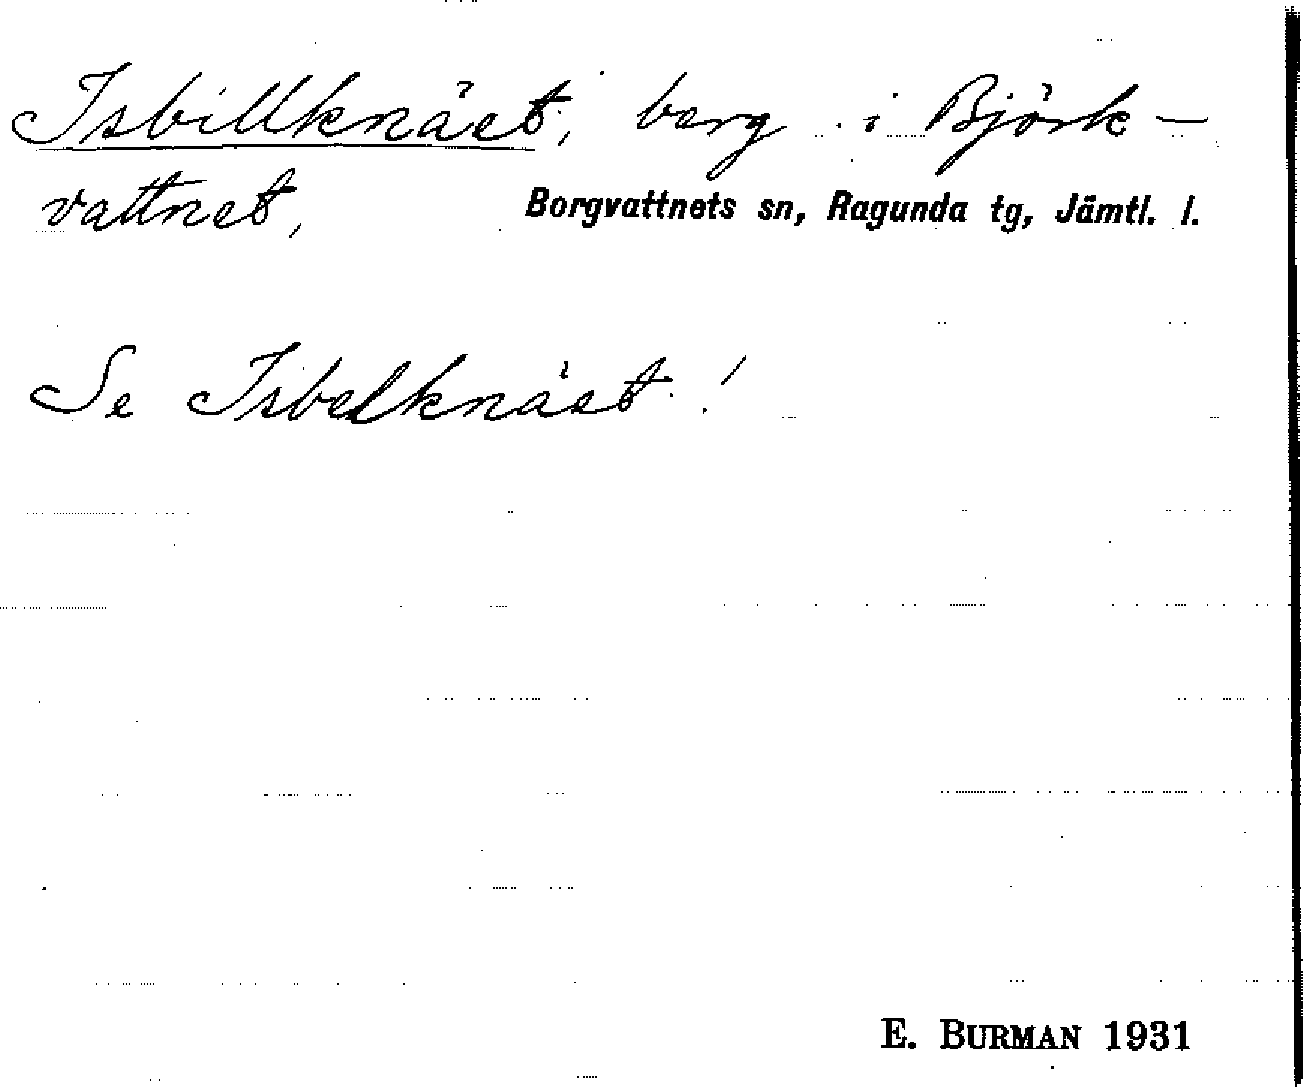 Isbillknäet, berg i Björk-
vattnet, Borgvattnets sn, Ragunda tg, Jämtl. l.
Se Isbelknäet!
E. BURMAN 1931